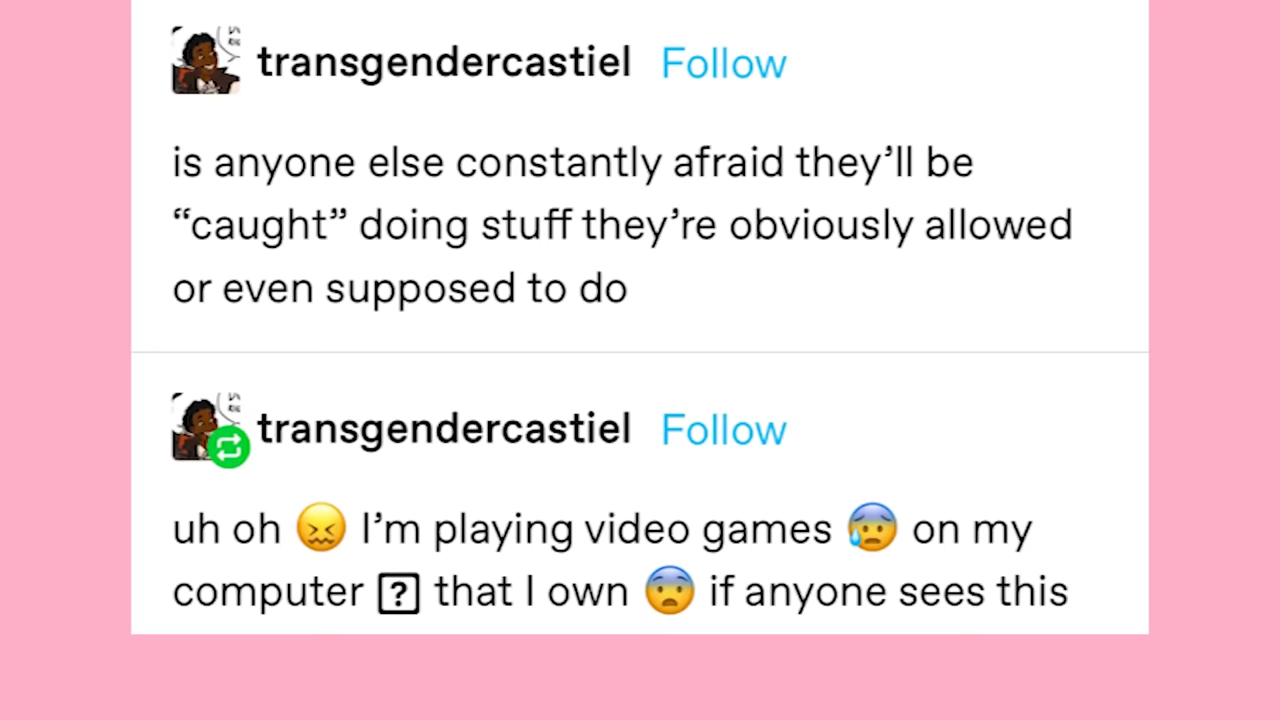 transgendercastiel Follow
is anyone else constantly afraid they’ll be
“caught” doing stuff they’re obviously allowed
or even supposed to do
transgendercastiel Follow
uh oh 😖 I’m playing video games 😰 on my
computer ⍰ that I own 😨 if anyone sees this